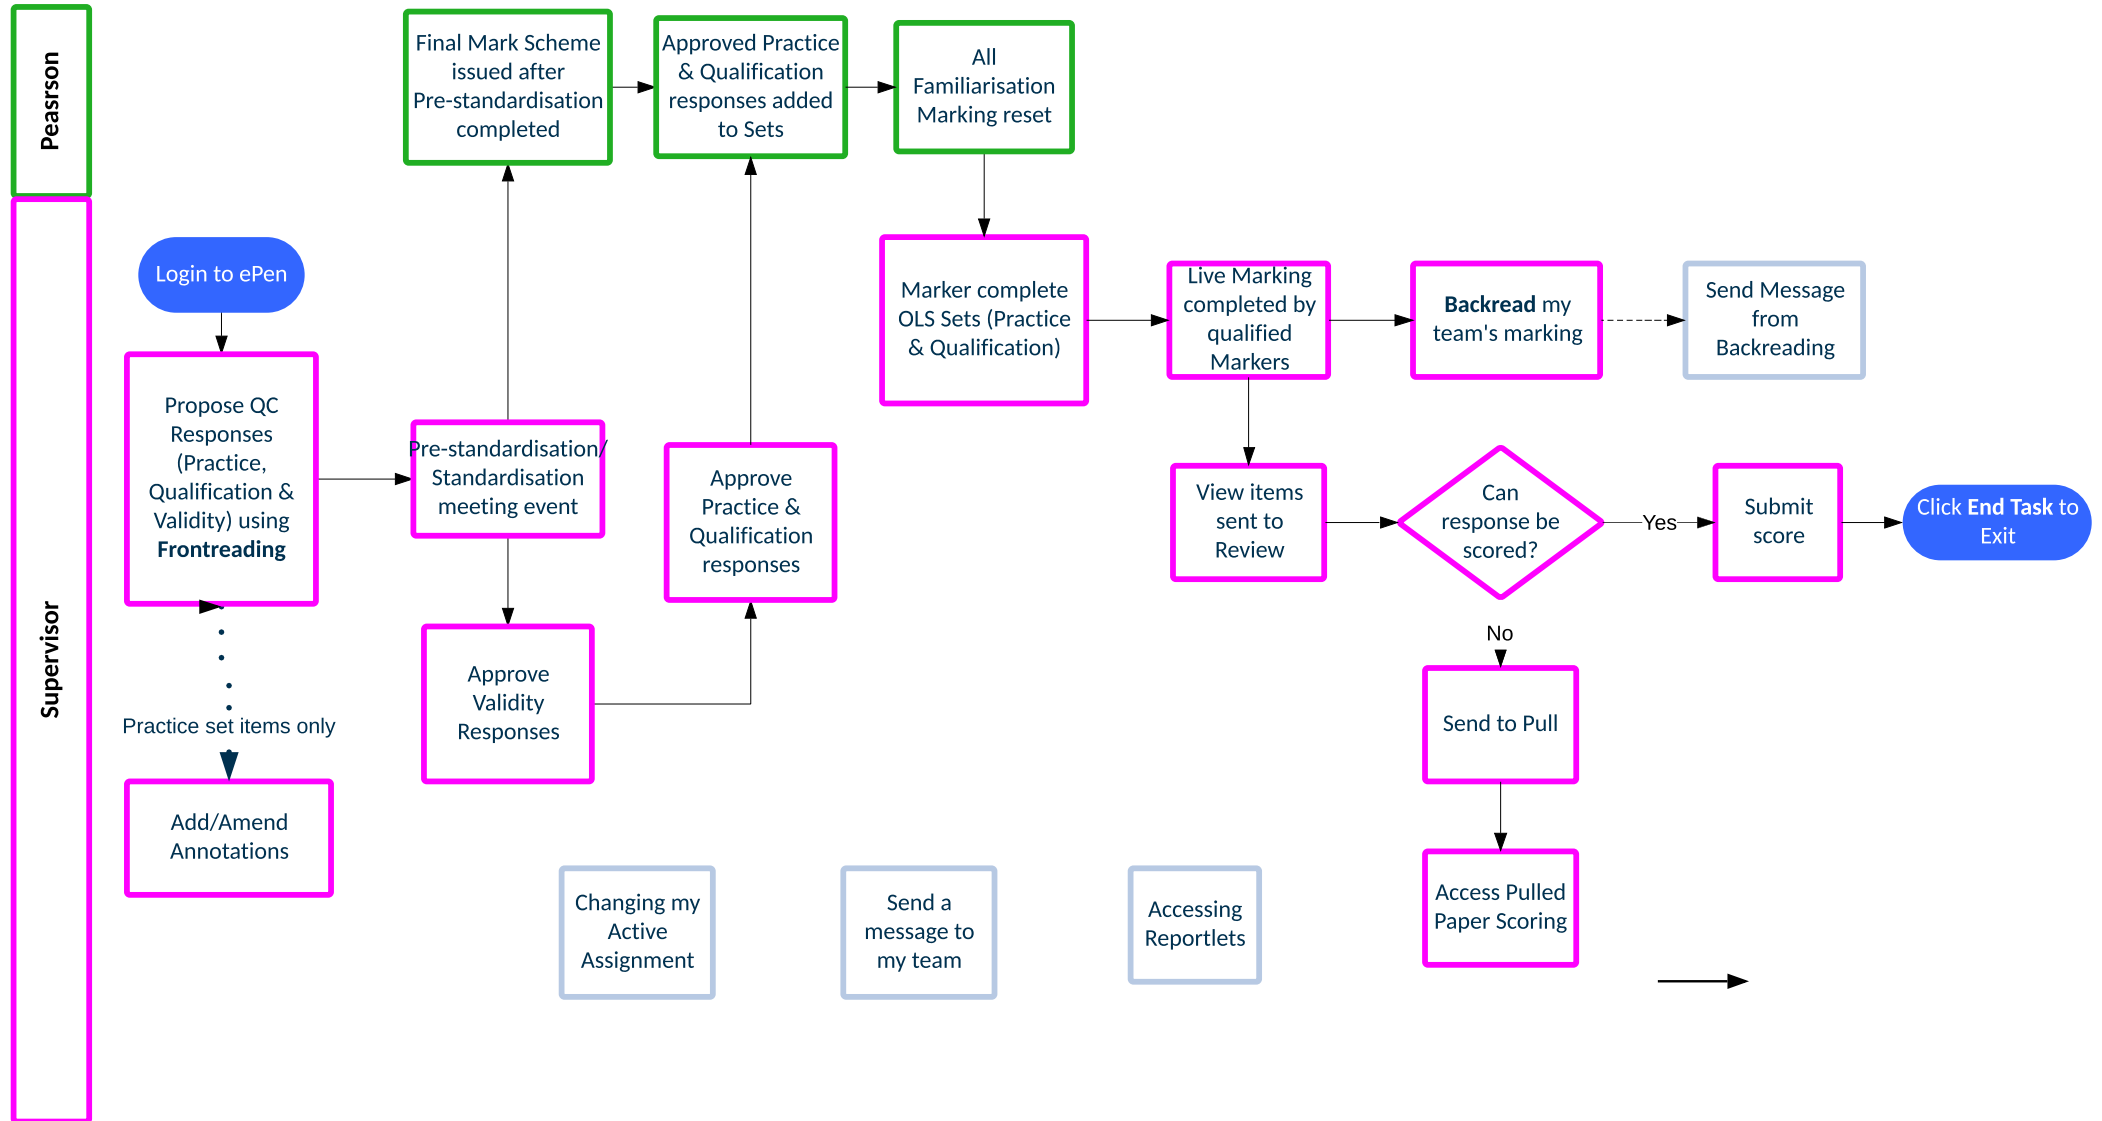 Peasrson
Supervisor
Final Mark Scheme
issued after
Pre-standardisation
completed
Approved Practice
& Qualification
responses added
to Sets
All
Familiarisation
Marking reset
Login to ePen
Propose QC
Responses
(Practice,
Qualification &
Validity) using
Frontreading
Practice set items only
Add/Amend
Annotations
Pre-standardisation/
Standardisation
meeting event
Approve
Validity
Responses
Approve
Practice &
Qualification
responses
Marker complete
OLS Sets (Practice
& Qualification)
Live Marking
completed by
qualified
Markers
Backread my
team's marking
Send Message
from
Backreading
View items
sent to
Review
Can
response be
scored?
Yes
Submit
score
Click End Task to
Exit
No
Send to Pull
Access Pulled
Paper Scoring
Changing my
Active
Assignment
Send a
message to
my team
Accessing
Reportlets